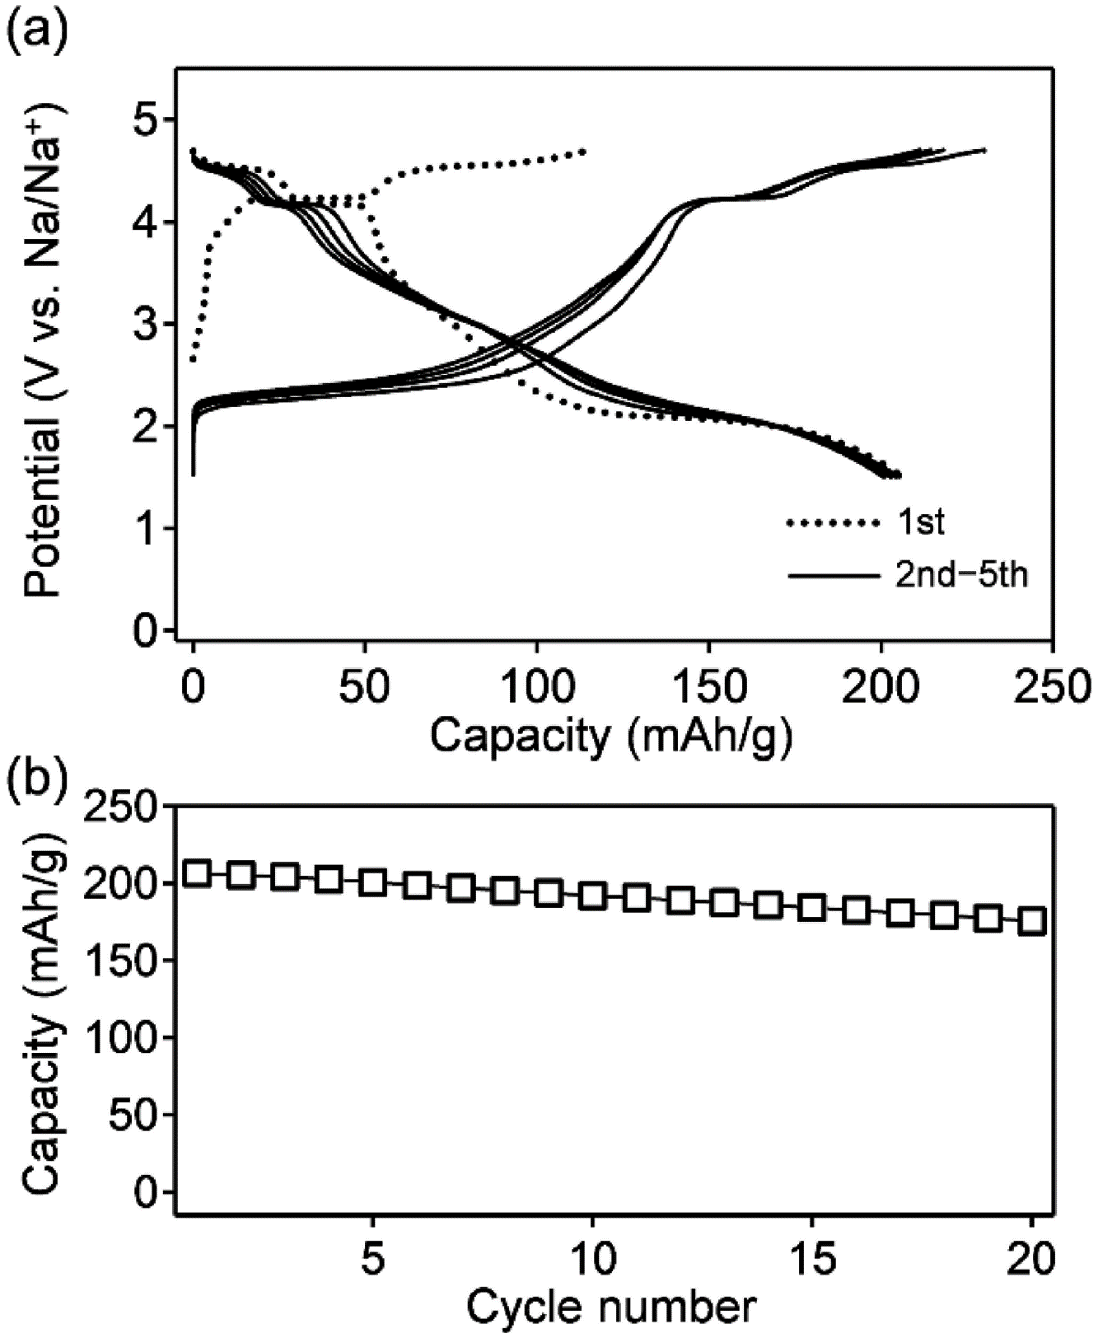 (a)
Potential (V vs. Na/Na⁺)
5
4
3
2
1
0
1st
2nd−5th
0 50 100 150 200 250
Capacity (mAh/g)
(b)
Capacity (mAh/g)
250
200
150
100
50
0
5 10 15 20
Cycle number